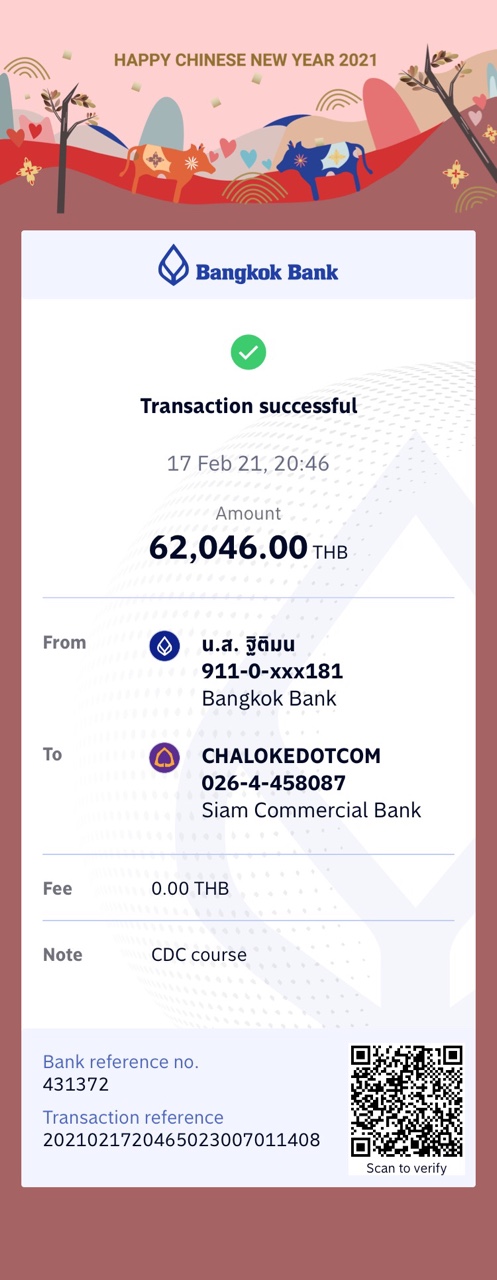 HAPPY CHINESE NEW YEAR 2021
Bangkok Bank
Transaction successful
17 Feb 21, 20:46
Amount
62,046.00 THB
From
น.ส. ฐิติมน
911-0-xxx181
Bangkok Bank
To
CHALOKEDOTCOM
026-4-458087
Siam Commercial Bank
Fee 0.00 THB
Note CDC course
Bank reference no.
431372
Transaction reference
2021021720465023007011408
Scan to verify